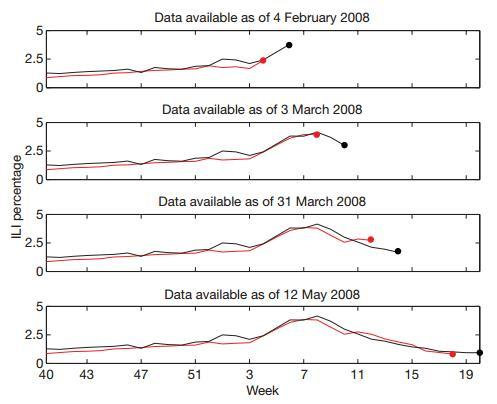 Data available as of 4 February 2008
5
2.5
0
Data available as of 3 March 2008
5
2.5
0
Data available as of 31 March 2008
5
2.5
0
Data available as of 12 May 2008
5
2.5
0
40 43 47 51 3 7 11 15 19
Week
ILI percentage